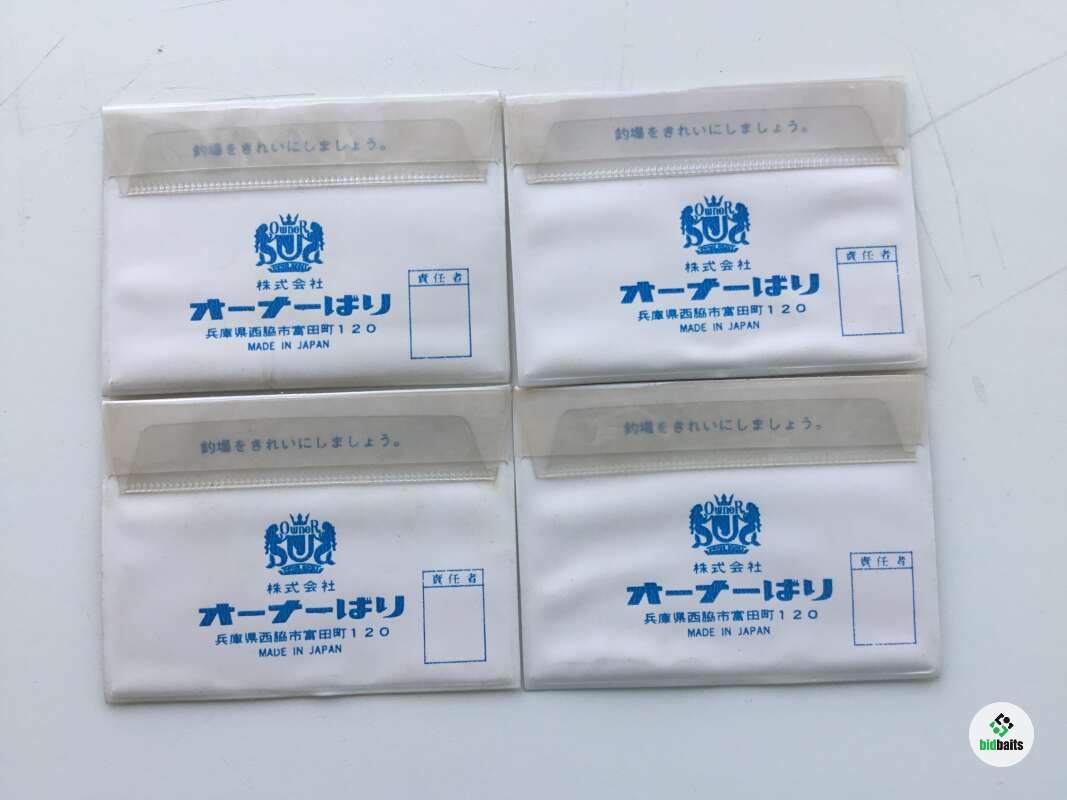 釣場をきれいにしましょう。
OwneR
株式会社
オーナーばり
兵庫県西脇市富田町120
MADE IN JAPAN
責任者
釣場をきれいにしましょう。
OwneR
株式会社
オーナーばり
兵庫県西脇市富田町120
MADE IN JAPAN
責任者
釣場をきれいにしましょう。
OwneR
株式会社
オーナーばり
兵庫県西脇市富田町120
MADE IN JAPAN
責任者
釣場をきれいにしましょう。
OwneR
株式会社
オーナーばり
兵庫県西脇市富田町120
MADE IN JAPAN
責任者
bidbaits